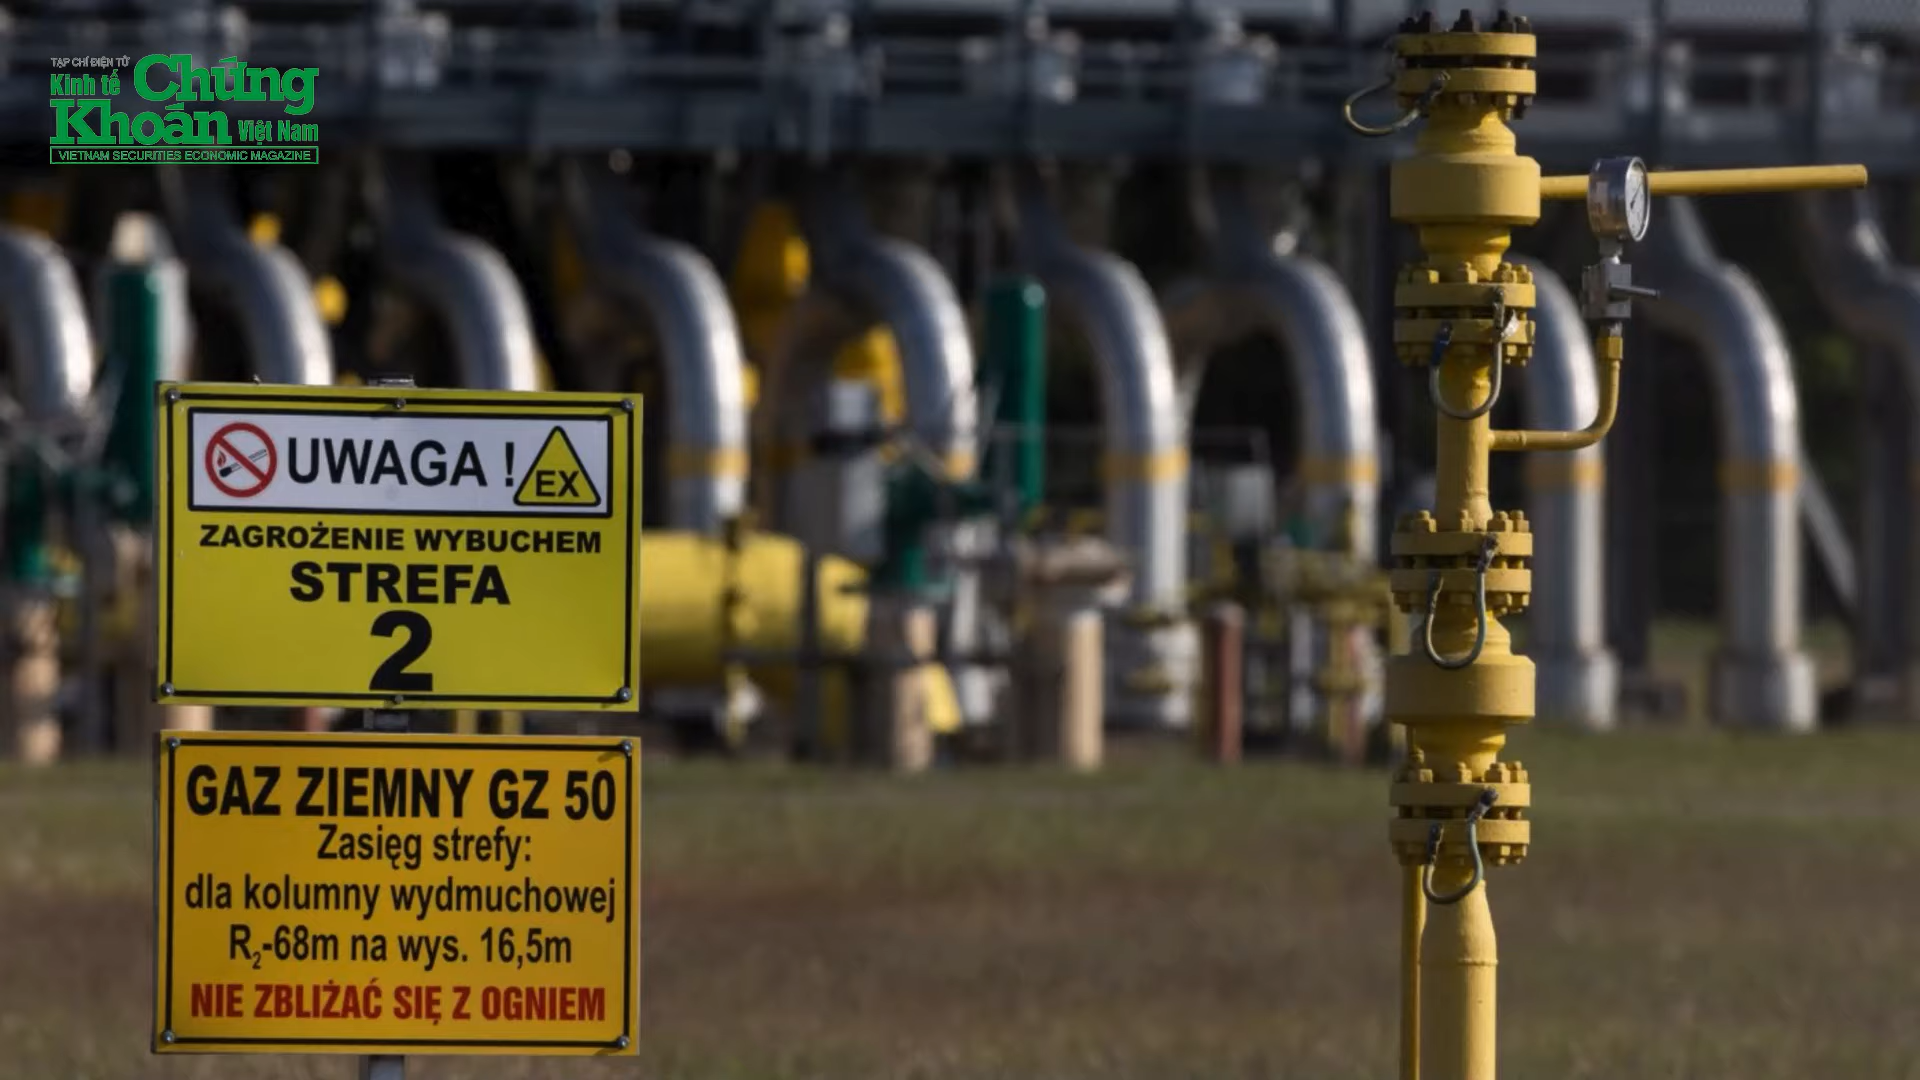 TẠP CHÍ ĐIỆN TỬ
Kinh tế Chứng
Khoán Việt Nam
VIETNAM SECURITIES ECONOMIC MAGAZINE
UWAGA ! EX
ZAGROŻENIE WYBUCHEM
STREFA
2
GAZ ZIEMNY GZ 50
Zasięg strefy:
dla kolumny wydmuchowej
R2-68m na wys. 16,5m
NIE ZBLIŻAĆ SIĘ Z OGNIEM